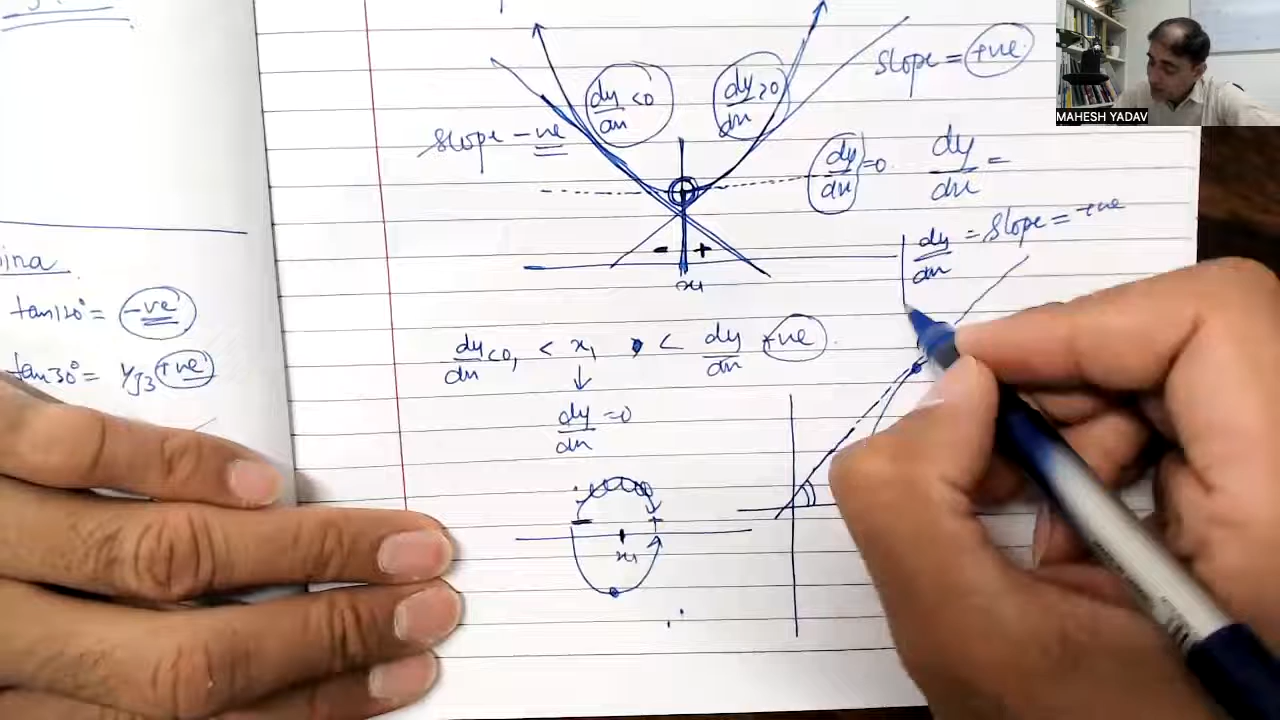 slope = +ve
dy/dx <0
dy/dx >0
slope -ve
dy/dx =0
dy/dx =
- +
x₁
dy/dx = slope = +ve
tan120° = -ve
tan30° = 1/√3 +ve
dy/dx <0, < x₁ < dy/dx +ve
dy/dx =0
- +
x₁
MAHESH YADAV